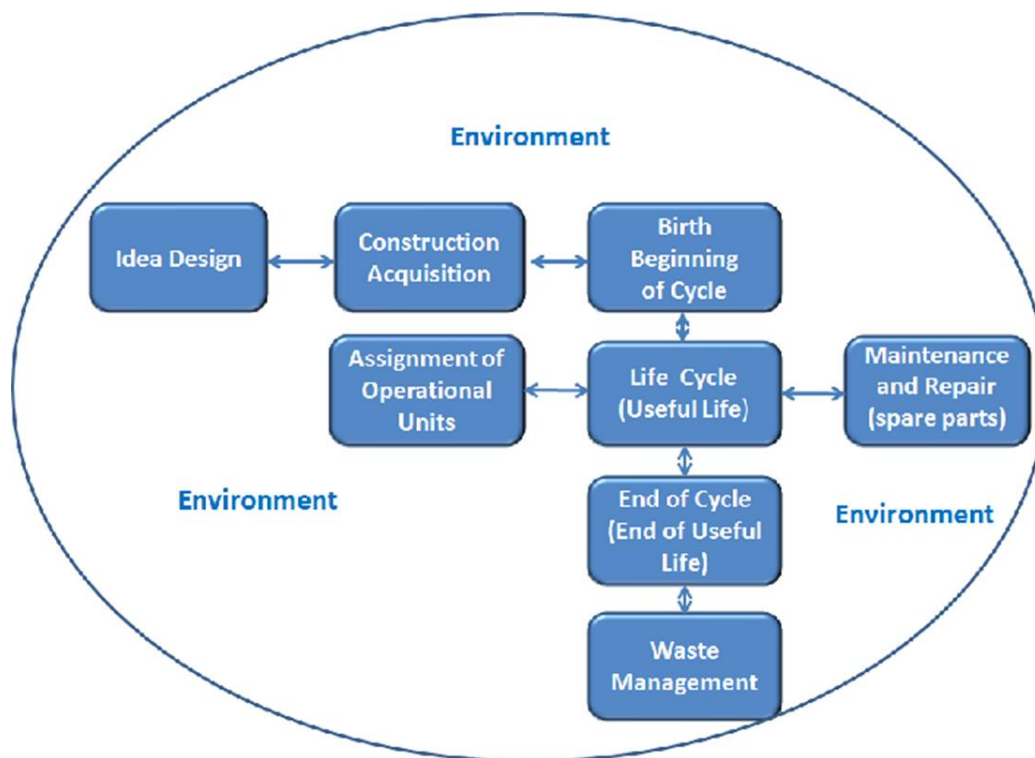 Environment
Idea Design
Construction
Acquisition
Birth
Beginning
of Cycle
Assignment of
Operational
Units
Life Cycle
(Useful Life)
Maintenance
and Repair
(spare parts)
Environment
End of Cycle
(End of Useful
Life)
Environment
Waste
Management